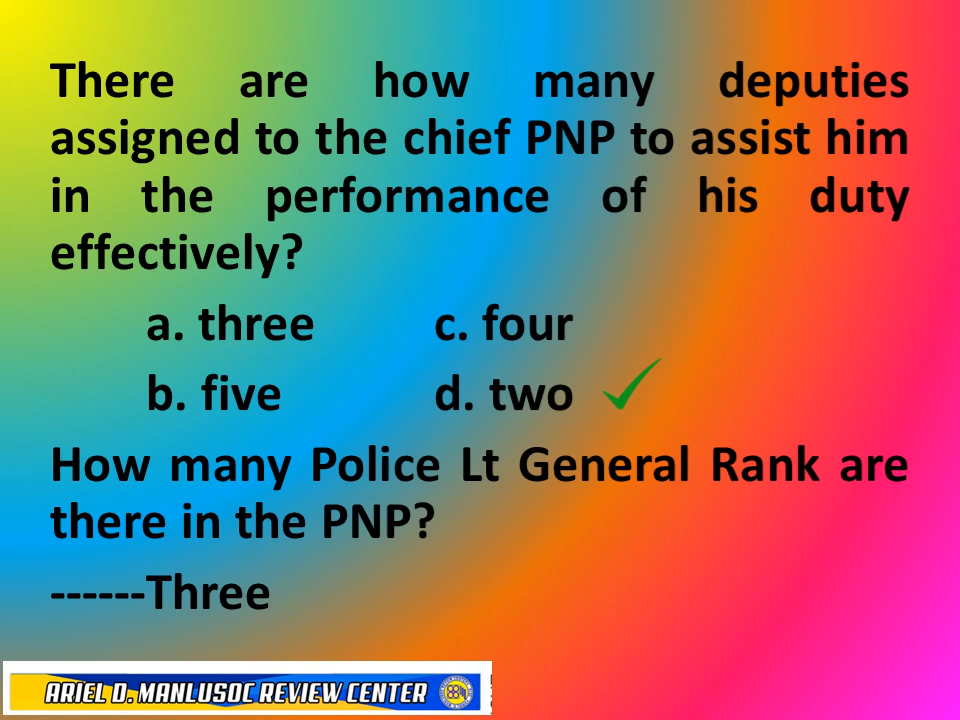 There are how many deputies
assigned to the chief PNP to assist him
in the performance of his duty
effectively?
a. three c. four
b. five d. two
How many Police Lt General Rank are
there in the PNP?
------Three
ARIEL D. MANLUSOC REVIEW CENTER